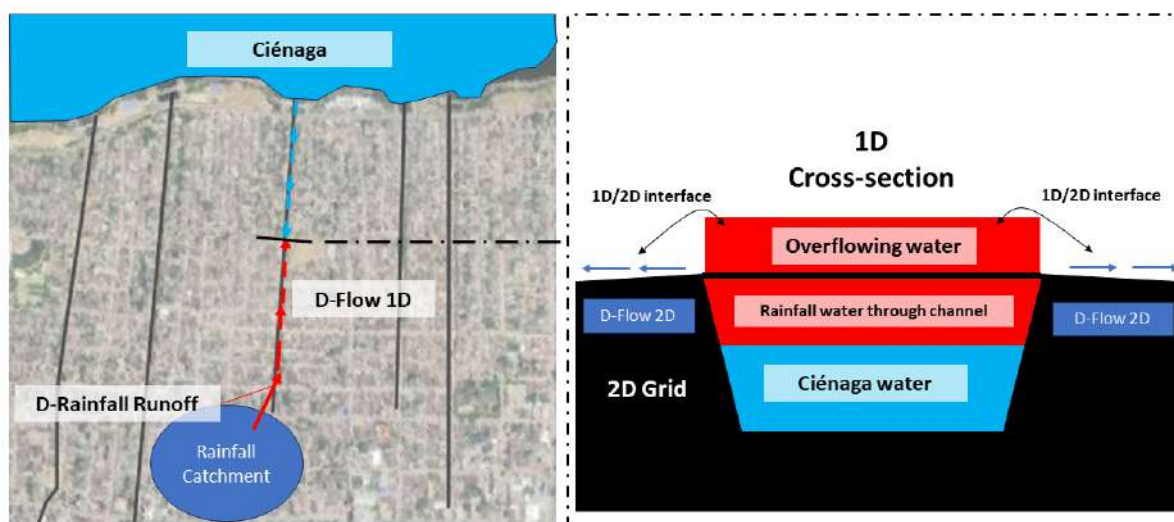 Ciénaga
D-Flow 1D
D-Rainfall Runoff
Rainfall
Catchment
1D
Cross-section
1D/2D interface
1D/2D interface
Overflowing water
Rainfall water through channel
D-Flow 2D
D-Flow 2D
Ciénaga water
2D Grid